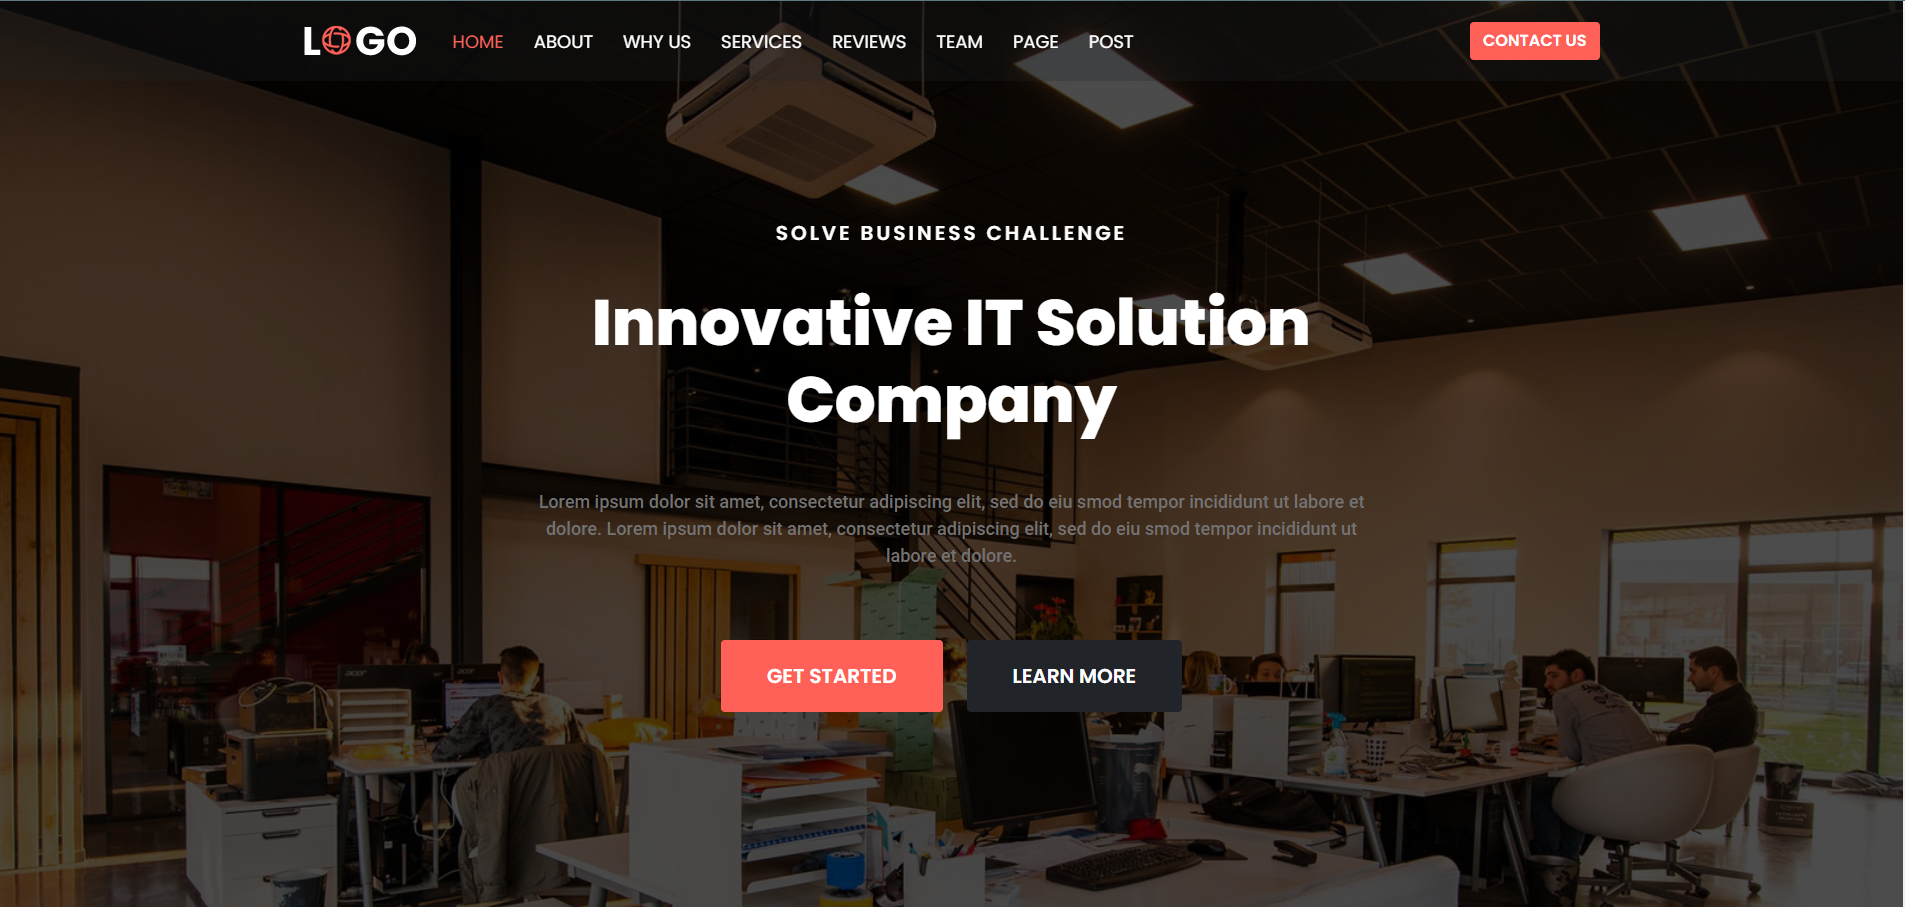 LOGO HOME ABOUT WHY US SERVICES REVIEWS TEAM PAGE POST CONTACT US
SOLVE BUSINESS CHALLENGE
Innovative IT Solution
Company
Lorem ipsum dolor sit amet, consectetur adipiscing elit, sed do eiu smod tempor incididunt ut labore et
dolore. Lorem ipsum dolor sit amet, consectetur adipiscing elit, sed do eiu smod tempor incididunt ut
labore et dolore.
GET STARTED LEARN MORE
acer acer